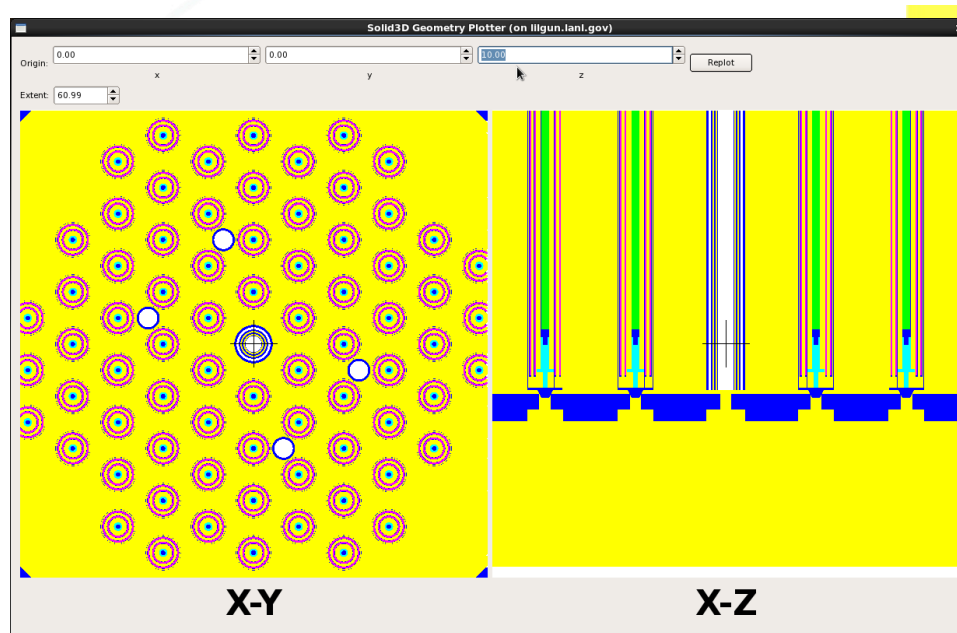 Solid3D Geometry Plotter (on lilgun.lanl.gov)
Origin: 0.00 0.00 10.00 Replot
x y z
Extent: 60.99
X-Y X-Z